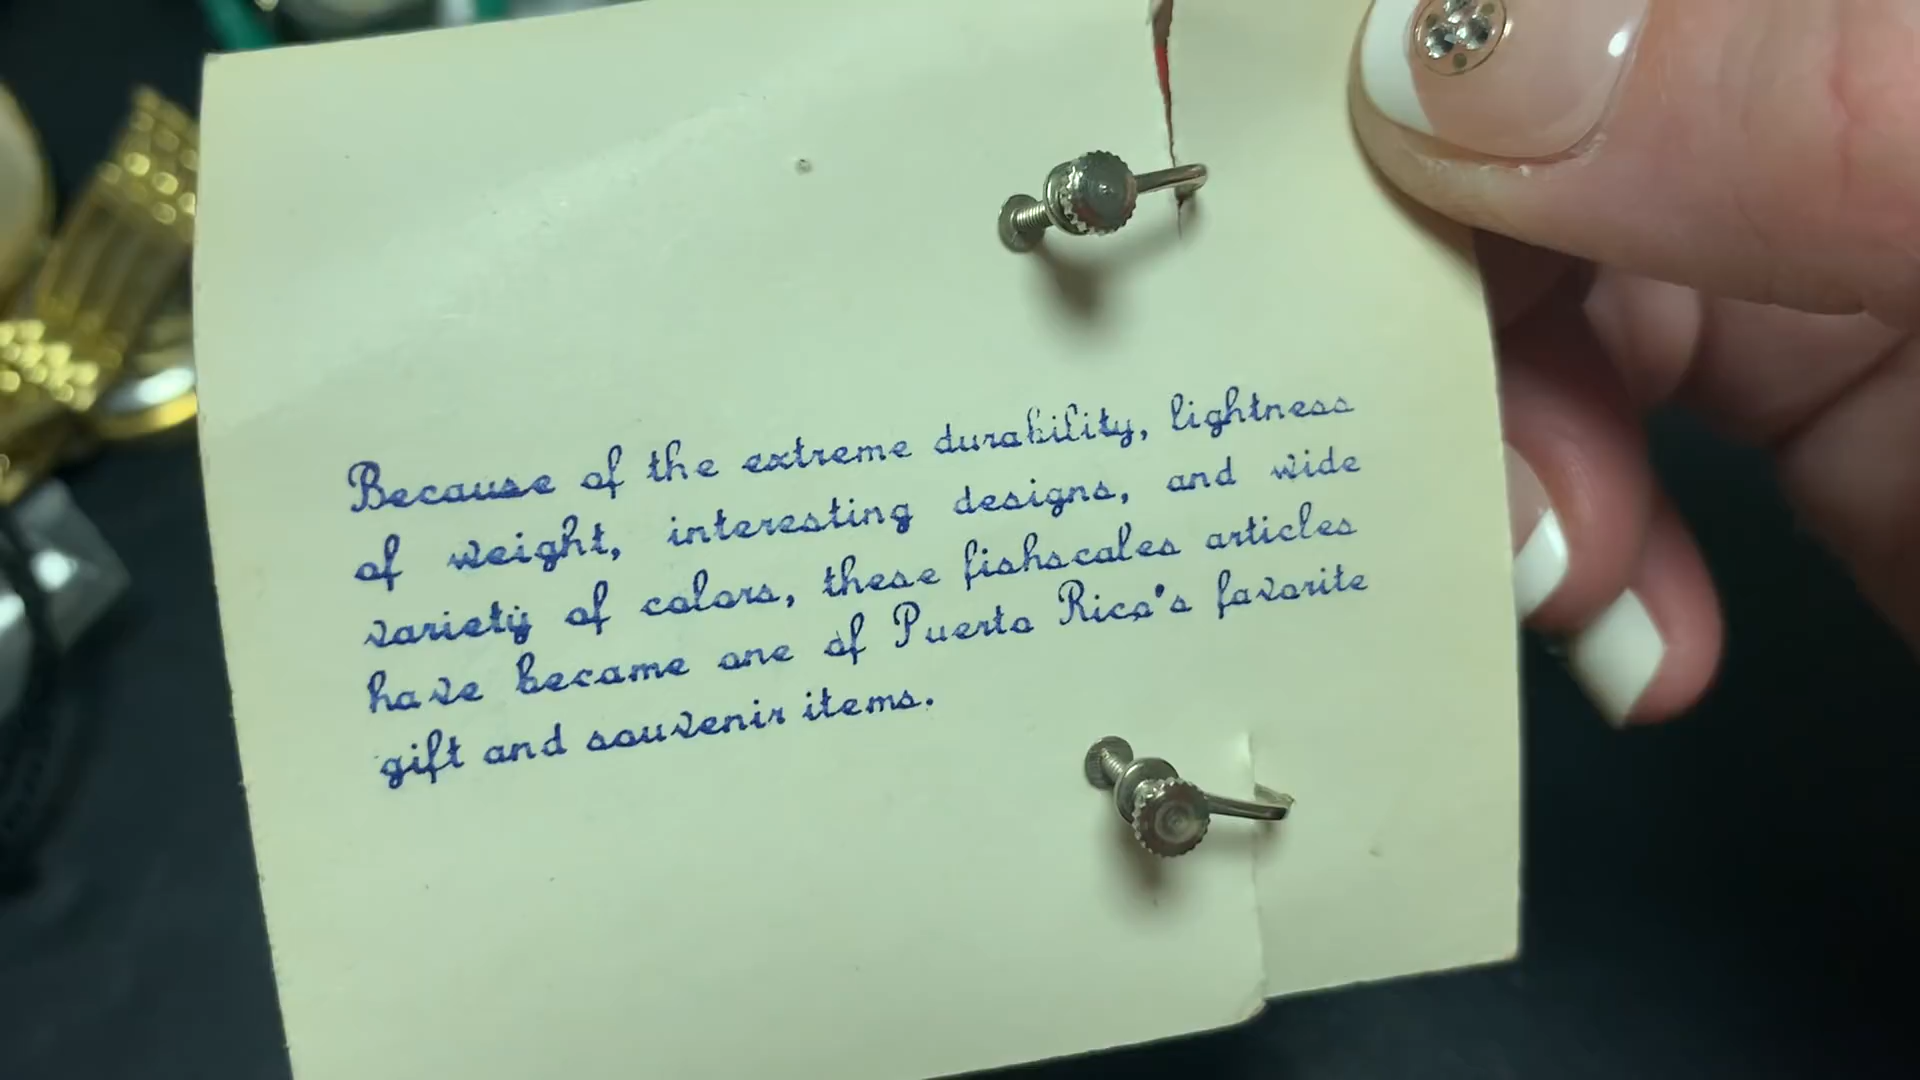 Because of the extreme durability, lightness
of weight, interesting designs, and wide
variety of colors, these fishscales articles
have became one of Puerto Rico's favorite
gift and souvenir items.